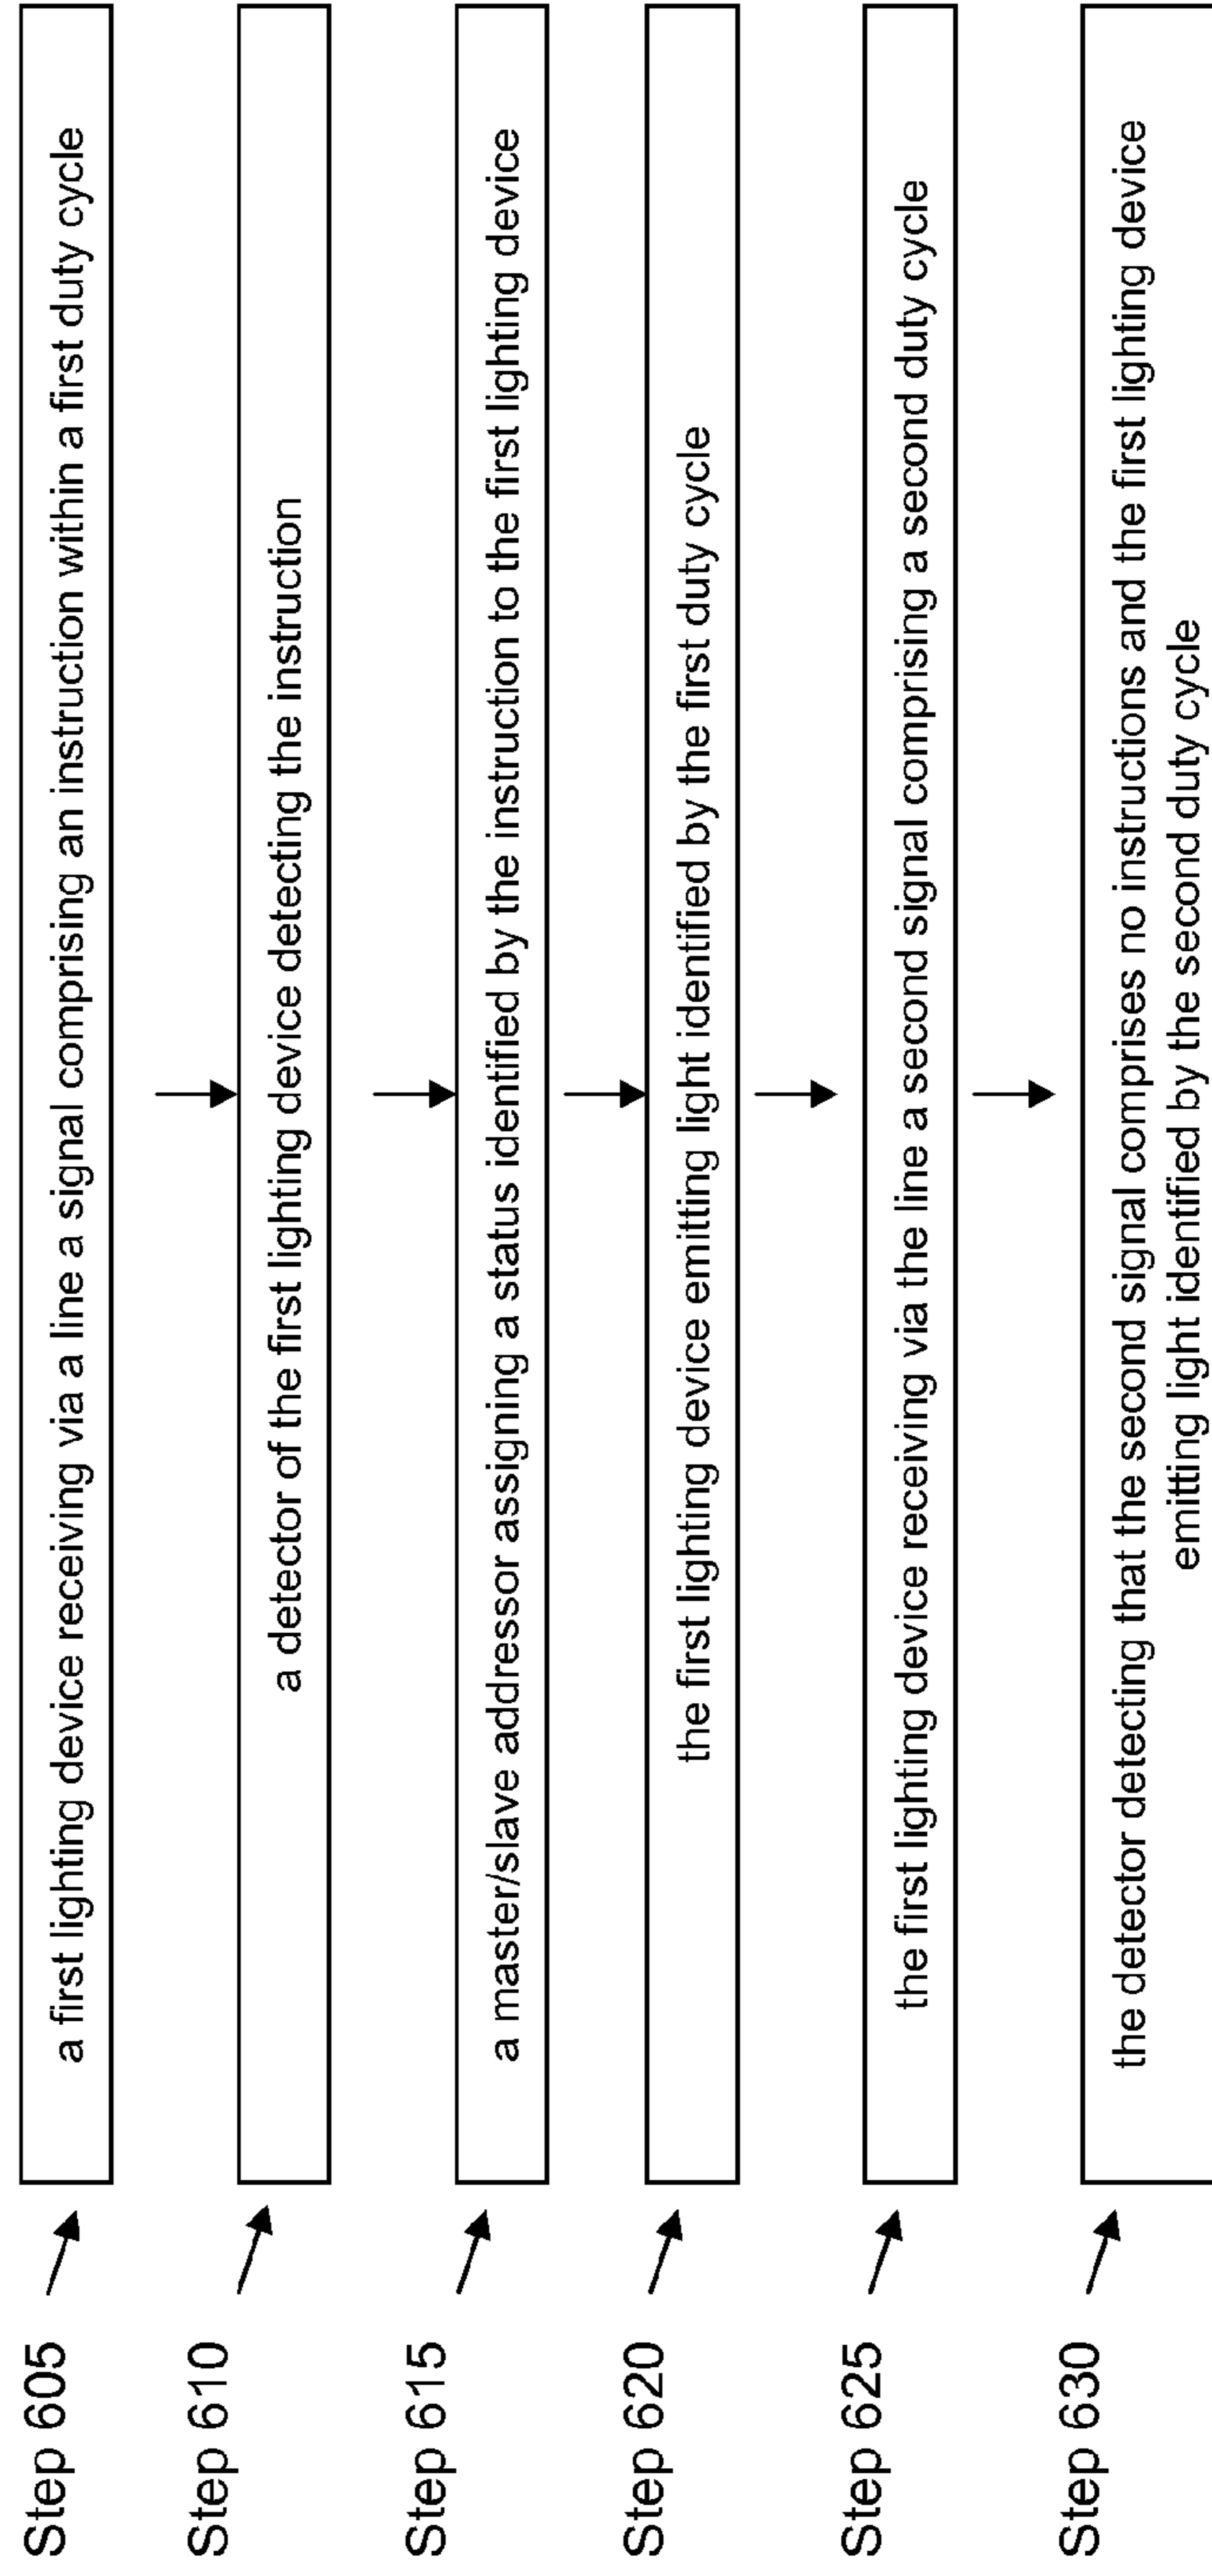 Step 605
a first lighting device receiving via a line a signal comprising an instruction within a first duty cycle
Step 610
a detector of the first lighting device detecting the instruction
Step 615
a master/slave addressor assigning a status identified by the instruction to the first lighting device
Step 620
the first lighting device emitting light identified by the first duty cycle
Step 625
the first lighting device receiving via the line a second signal comprising a second duty cycle
Step 630
the detector detecting that the second signal comprises no instructions and the first lighting device
emitting light identified by the second duty cycle